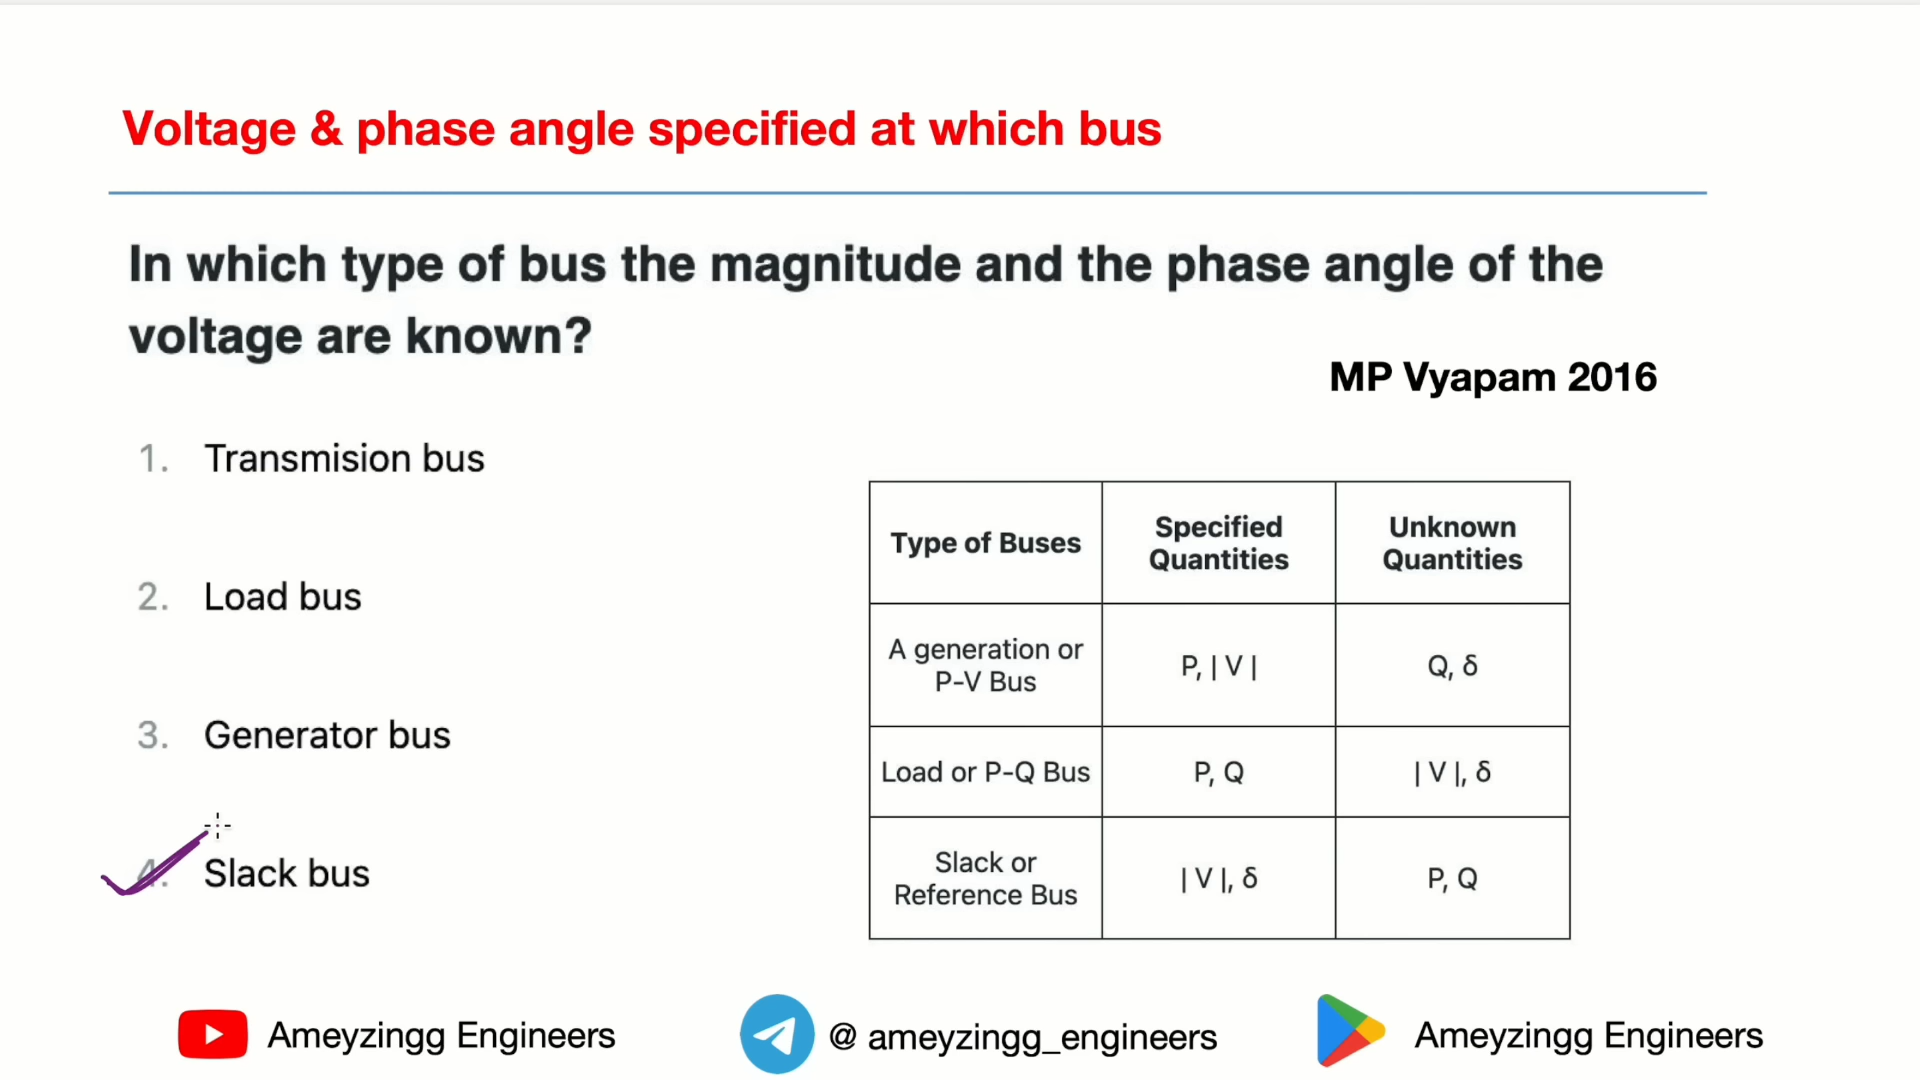 Voltage & phase angle specified at which bus
In which type of bus the magnitude and the phase angle of the
voltage are known?
MP Vyapam 2016
1. Transmision bus
2. Load bus
3. Generator bus
4. Slack bus
Type of Buses
Specified
Quantities
Unknown
Quantities
A generation or
P-V Bus
P, | V |
Q, δ
Load or P-Q Bus
P, Q
| V |, δ
Slack or
Reference Bus
| V |, δ
P, Q
Ameyzingg Engineers
@ ameyzingg_engineers
Ameyzingg Engineers